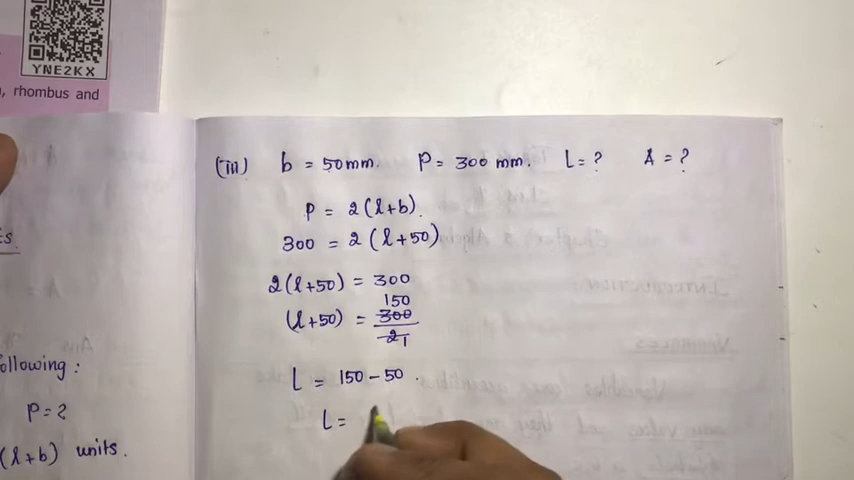 YNE2KX
, rhombus and
(iii) b = 50mm. P = 300 mm. L = ? A = ?
P = 2(l+b).
300 = 2(l+50)
2(l+50) = 300
150
(l+50) = 300
2 1
L = 150 - 50.
L =
ts.
ollowing:
P = ?
(l+b) units.